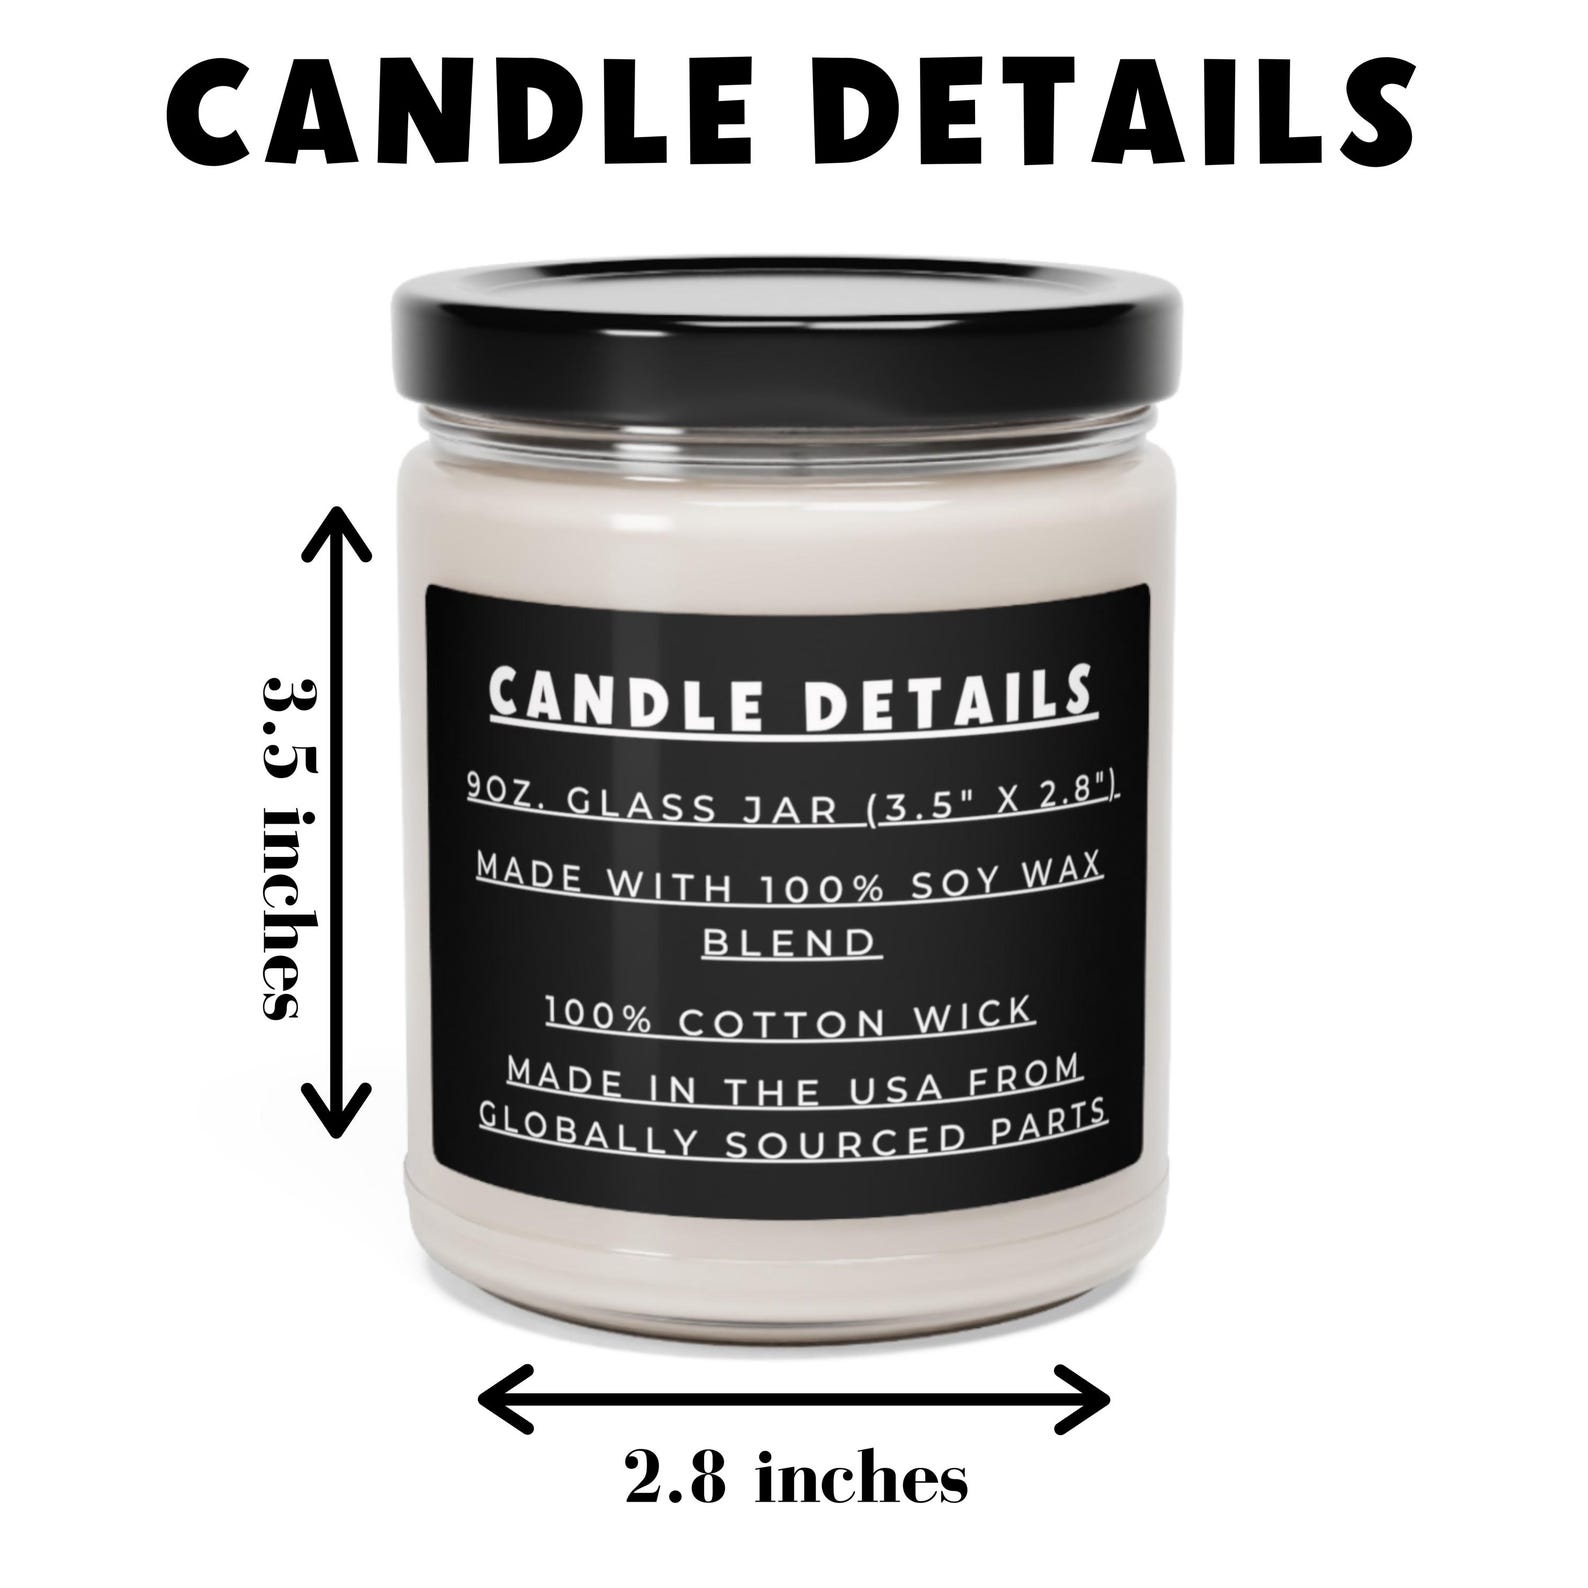 CANDLE DETAILS
CANDLE DETAILS
9OZ. GLASS JAR (3.5" X 2.8")
MADE WITH 100% SOY WAX
BLEND
100% COTTON WICK
MADE IN THE USA FROM
GLOBALLY SOURCED PARTS
3.5 inches
2.8 inches